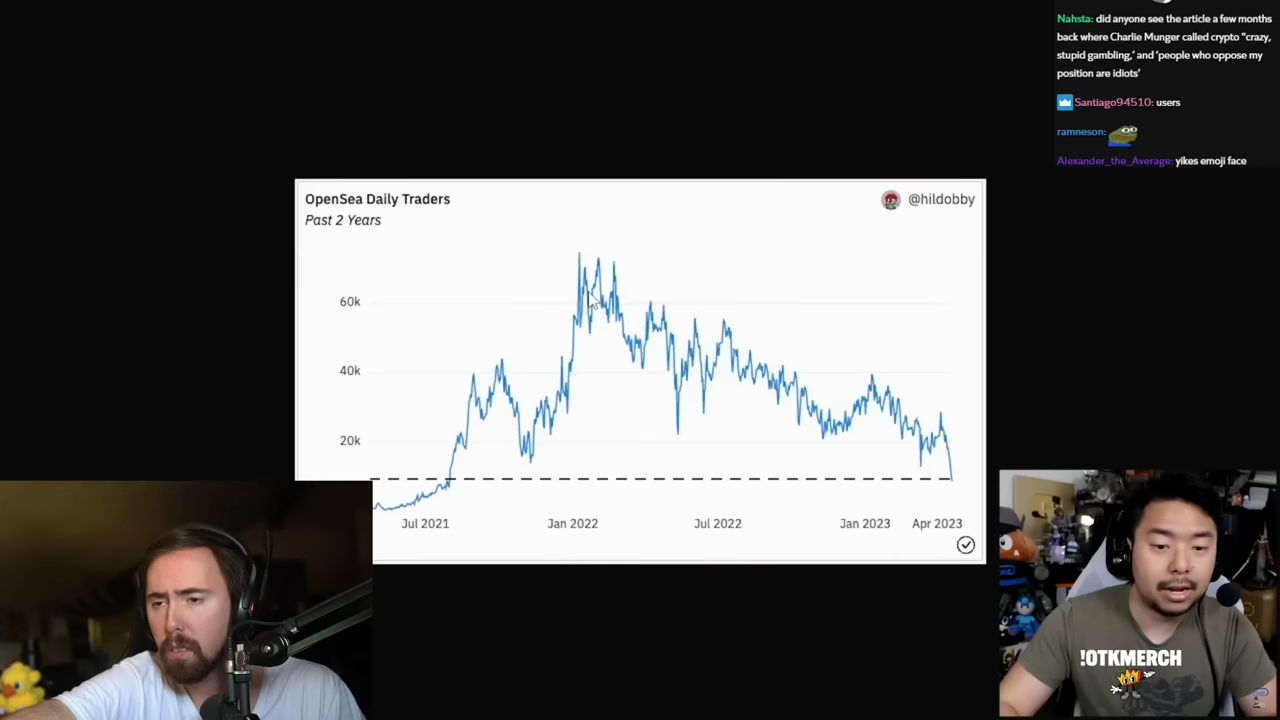 Nahsta: did anyone see the article a few months
back where Charlie Munger called crypto "crazy,
stupid gambling,' and 'people who oppose my
position are idiots'
Santiago94510: users
ramneson:
Alexander_the_Average: yikes emoji face
OpenSea Daily Traders
@hildobby
Past 2 Years
60k
40k
20k
Jul 2021
Jan 2022
Jul 2022
Jan 2023
Apr 2023
!OTKMERCH